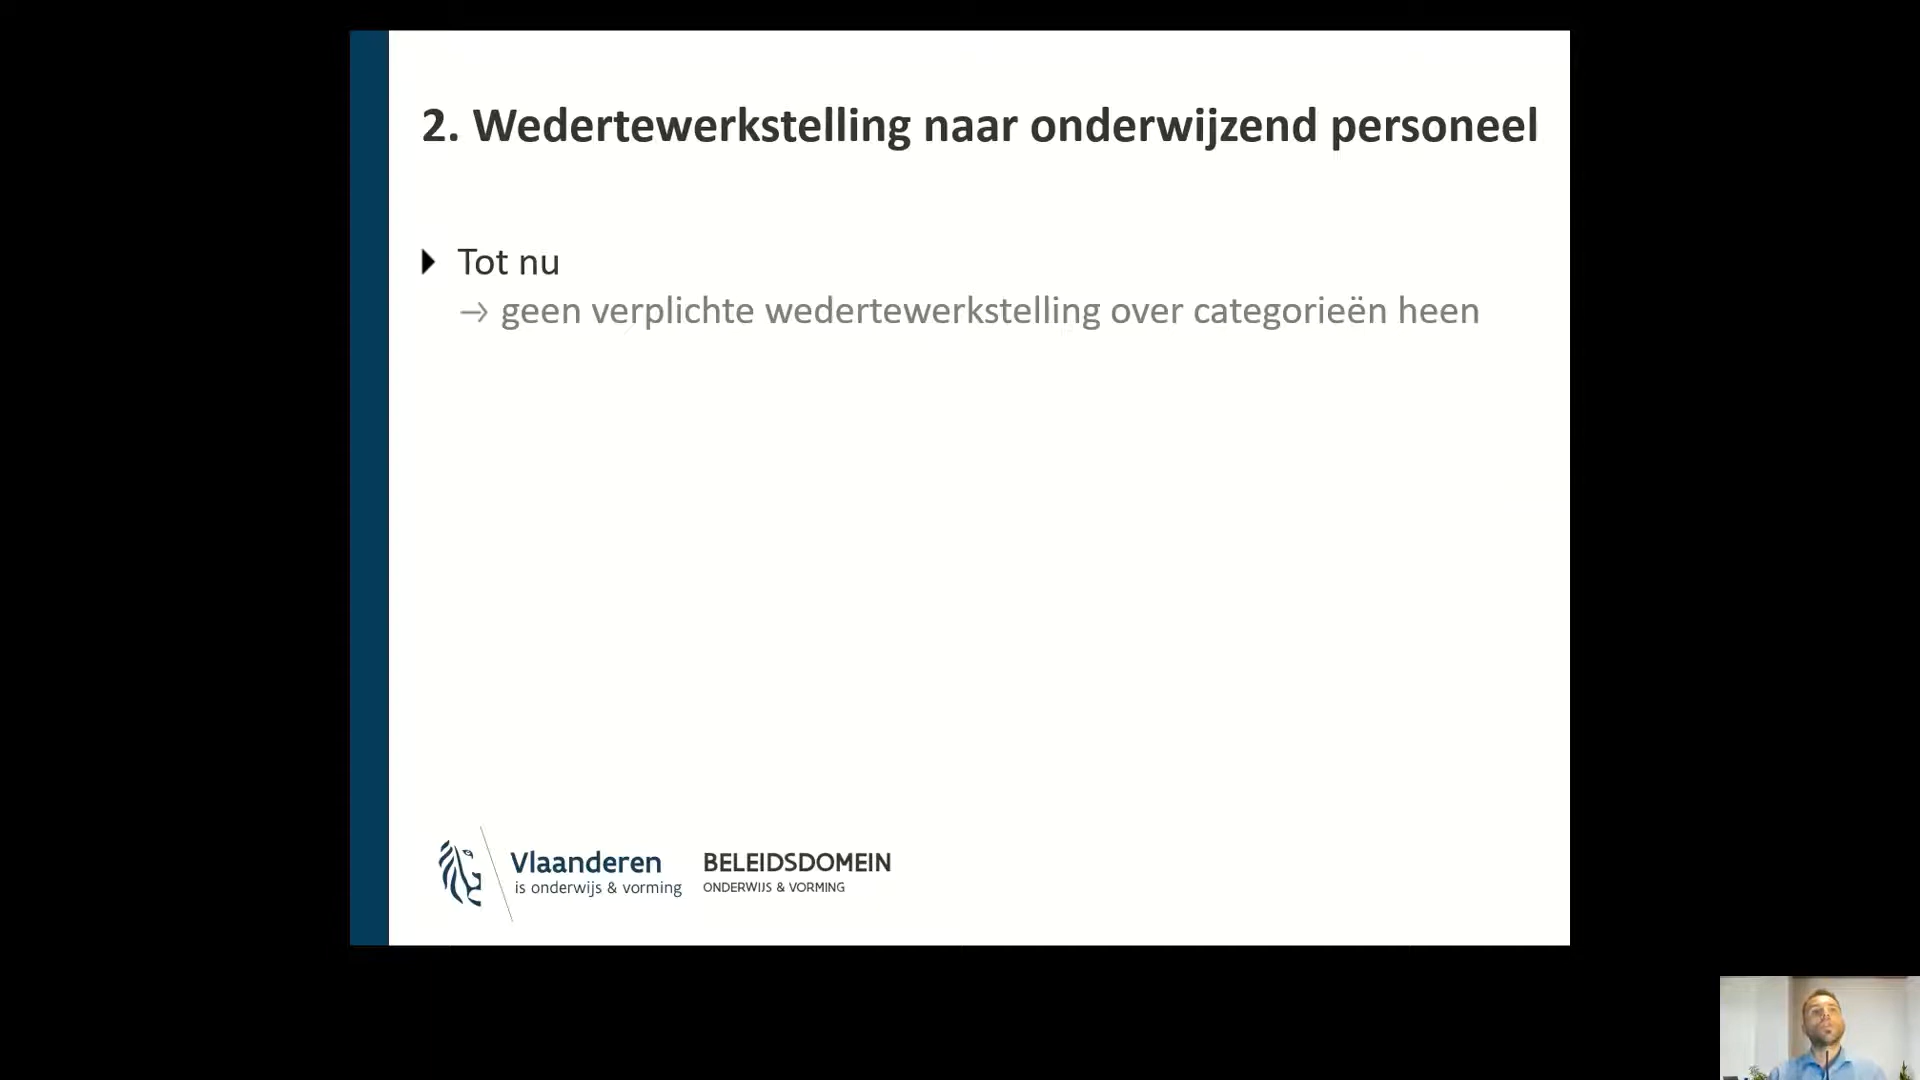 2. Wedertewerkstelling naar onderwijzend personeel
Tot nu
→ geen verplichte wedertewerkstelling over categorieën heen
Vlaanderen
is onderwijs & vorming
BELEIDSDOMEIN
ONDERWIJS & VORMING